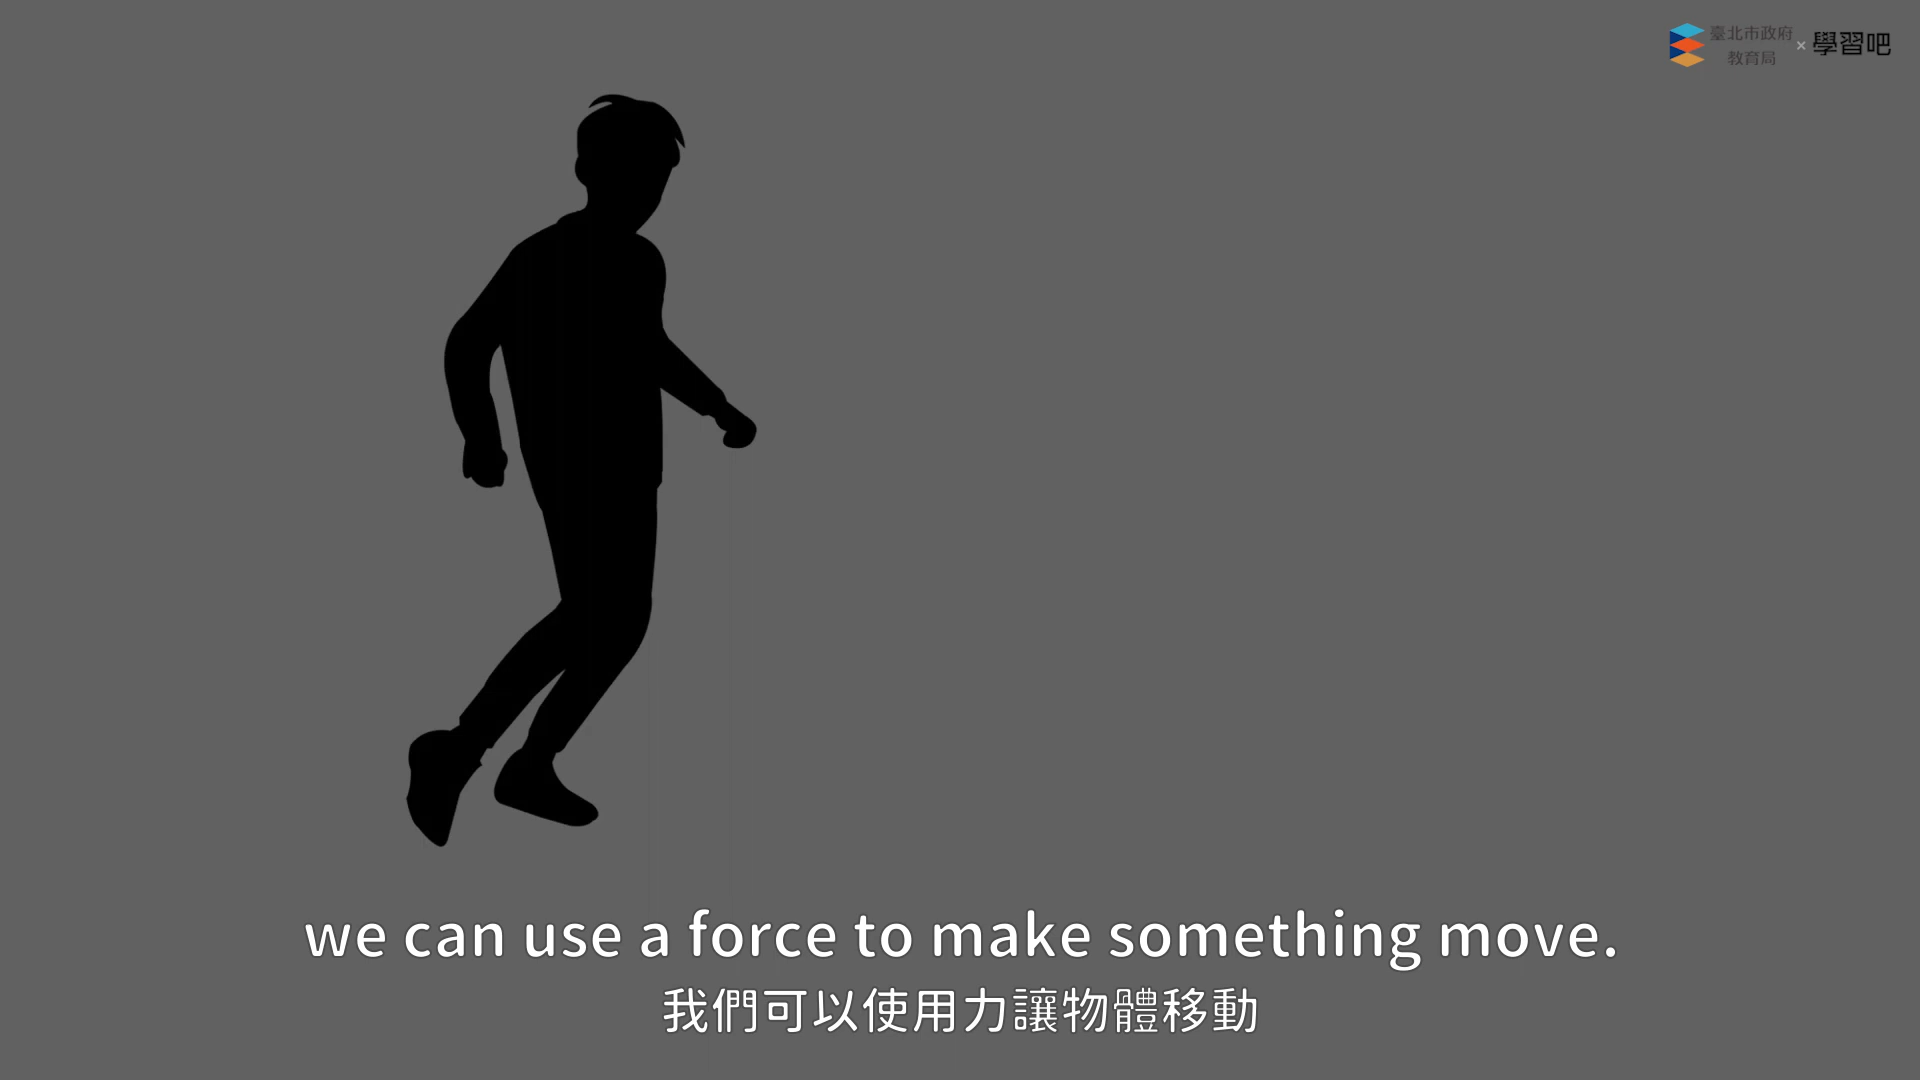 臺北市政府
教育局
× 學習吧
we can use a force to make something move.
我們可以使用力讓物體移動